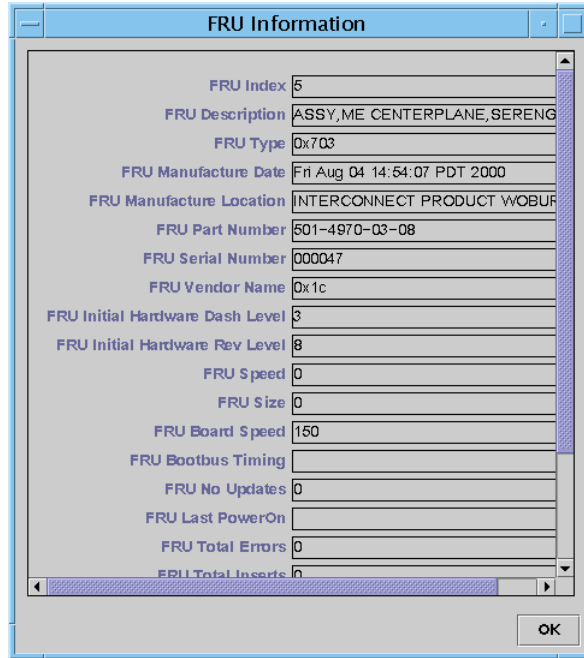 FRU Information
FRU Index 5
FRU Description ASSY,ME CENTERPLANE,SERENG
FRU Type 0x703
FRU Manufacture Date Fri Aug 04 14:54:07 PDT 2000
FRU Manufacture Location INTERCONNECT PRODUCT WOBUR
FRU Part Number 501-4970-03-08
FRU Serial Number 000047
FRU Vendor Name 0x1c
FRU Initial Hardware Dash Level 3
FRU Initial Hardware Rev Level 8
FRU Speed 0
FRU Size 0
FRU Board Speed 150
FRU Bootbus Timing
FRU No Updates 0
FRU Last PowerOn
FRU Total Errors 0
FRU Total Inserts 0
OK